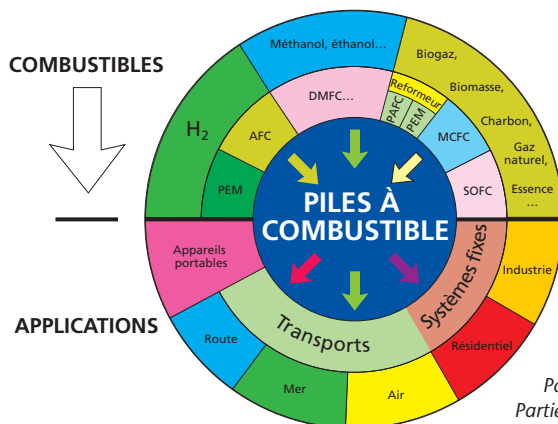 COMBUSTIBLES
Méthanol, éthanol…
Biogaz,
Biomasse,
Charbon,
Gaz
naturel,
Essence
…
H2
DMFC…
Reformeur
PAFC
PEM
MCFC
SOFC
AFC
PEM
PILES À
COMBUSTIBLE
Appareils
portables
Transports
Systèmes fixes
Industrie
APPLICATIONS
Route
Mer
Air
Résidentiel
Partie